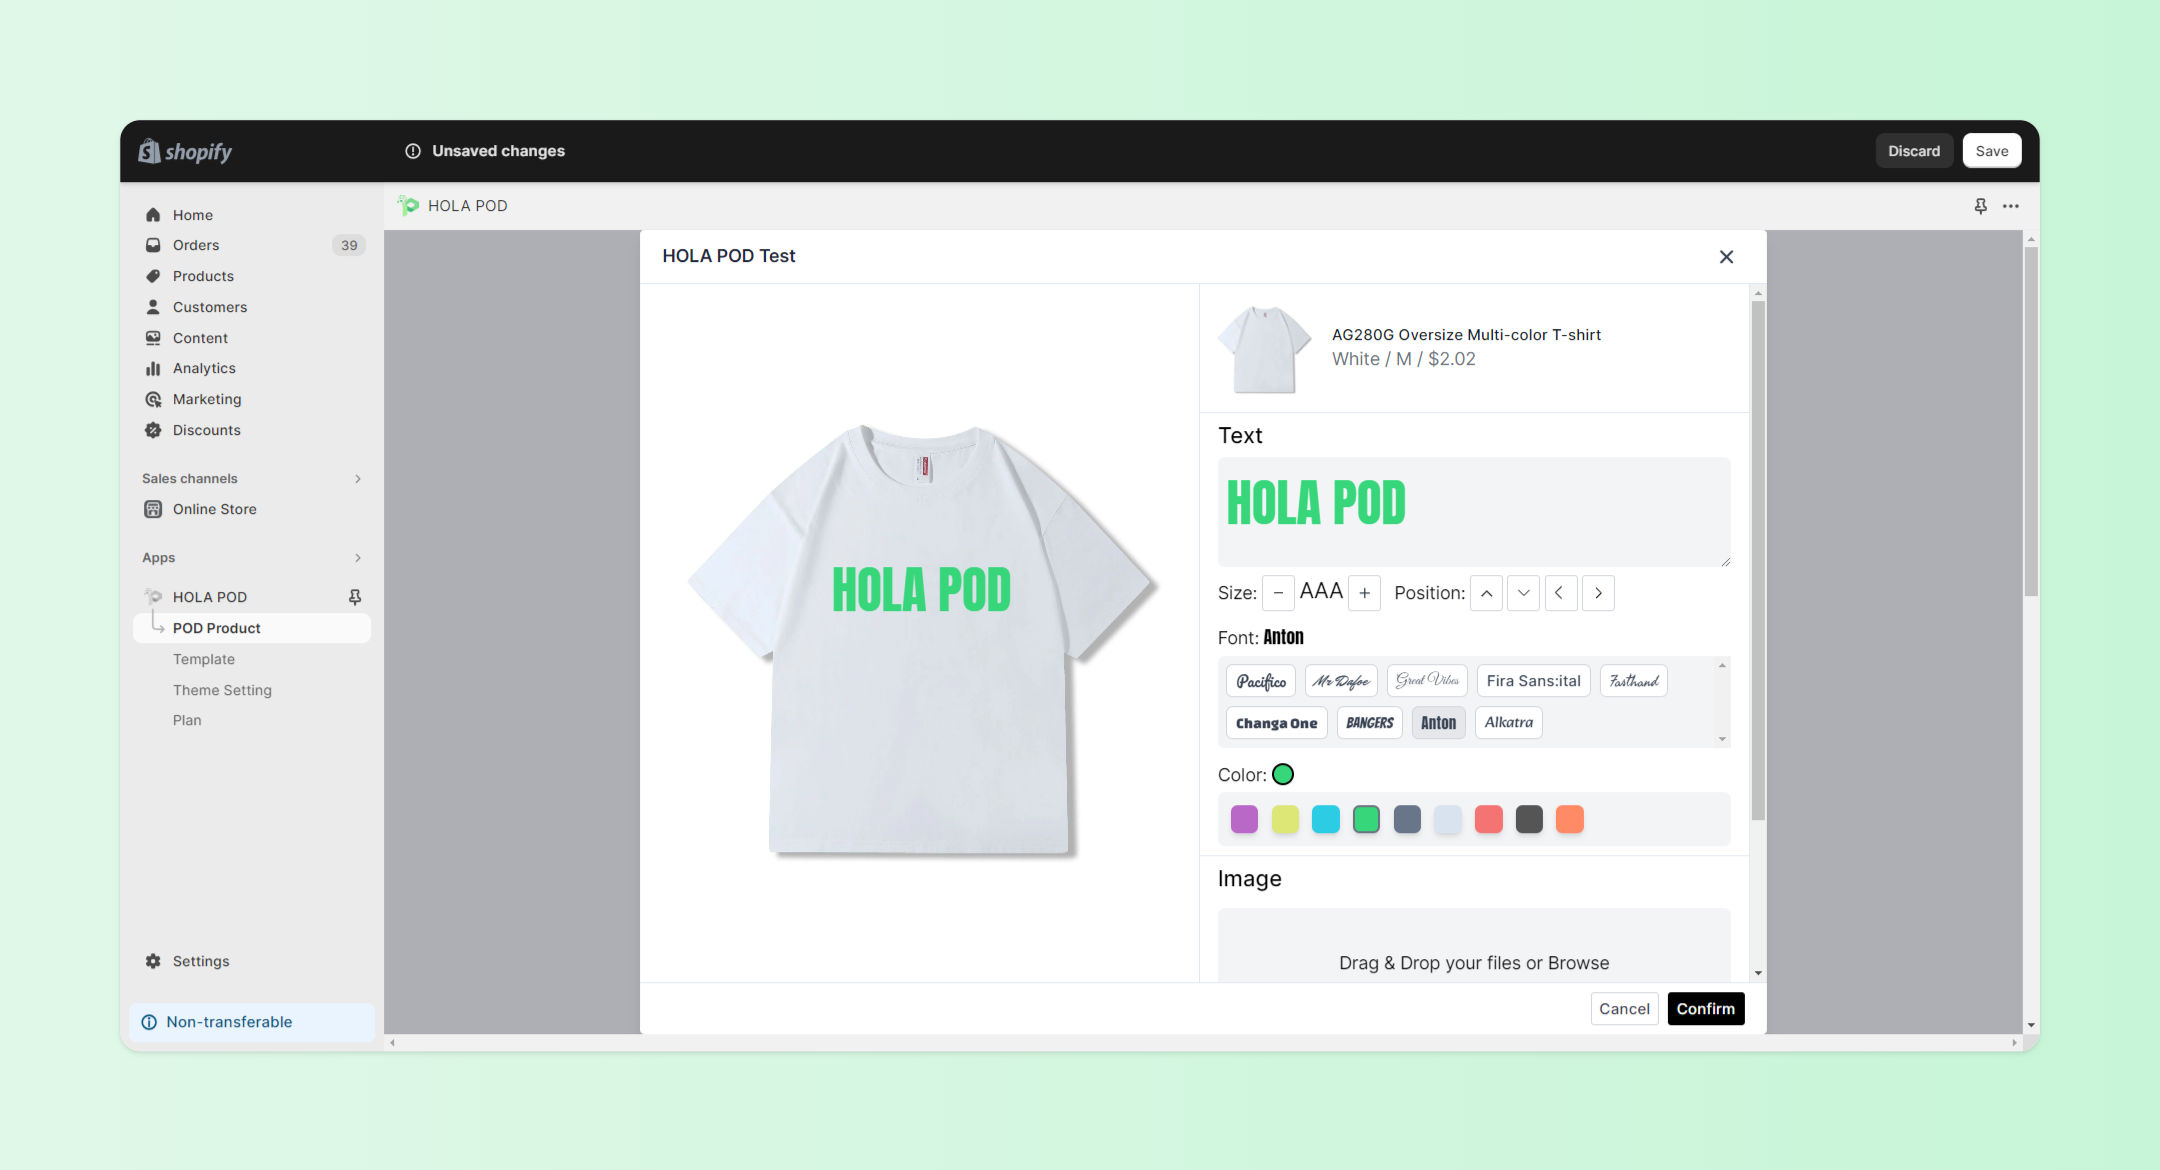 shopify
Unsaved changes
Discard
Save
Home
Orders
39
Products
Customers
Content
Analytics
Marketing
Discounts
Sales channels
Online Store
Apps
HOLA POD
POD Product
Template
Theme Setting
Plan
Settings
Non-transferable
HOLA POD
HOLA POD Test
HOLA POD
AG280G Oversize Multi-color T-shirt
White / M / $2.02
Text
HOLA POD
Size: − AAA + Position:
Font: Anton
Pacifico
Mr Dafoe
Great Vibes
Fira Sans:ital
Fasthand
Changa One
BANGERS
Anton
Alkatra
Color:
Image
Drag & Drop your files or Browse
Cancel
Confirm